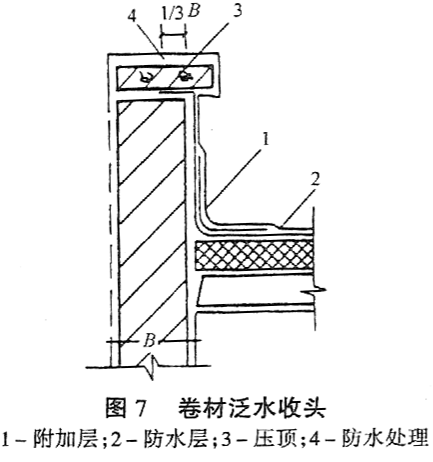 4 1/3 B 3
1
2
B
图 7 卷材泛水收头
1-附加层;2-防水层;3-压顶;4-防水处理